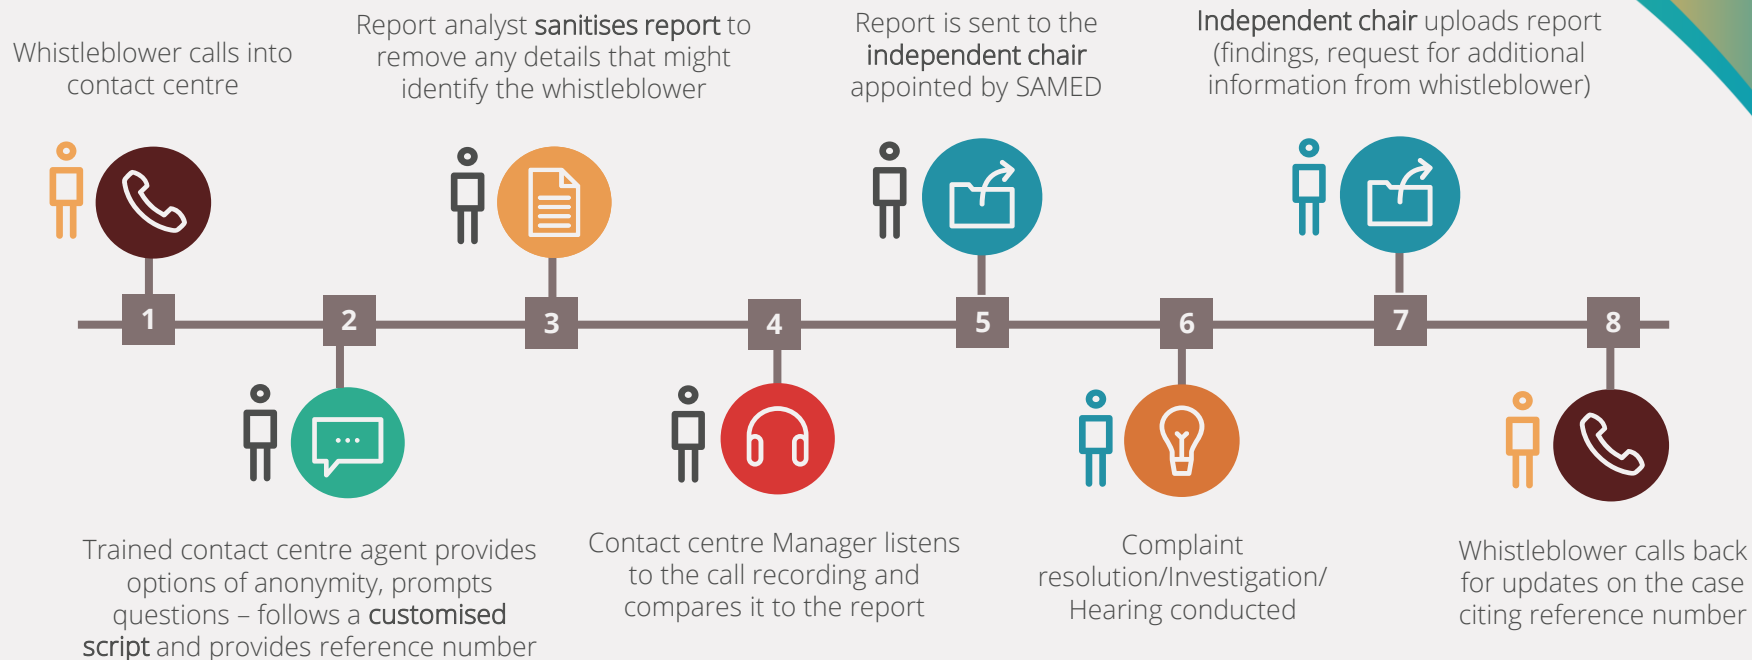 Whistleblower calls into
contact centre
Report analyst sanitises report to
remove any details that might
identify the whistleblower
Report is sent to the
independent chair
appointed by SAMED
Independent chair uploads report
(findings, request for additional
information from whistleblower)
1
2
3
4
5
6
7
8
Trained contact centre agent provides
options of anonymity, prompts
questions – follows a customised
script and provides reference number
Contact centre Manager listens
to the call recording and
compares it to the report
Complaint
resolution/Investigation/
Hearing conducted
Whistleblower calls back
for updates on the case
citing reference number